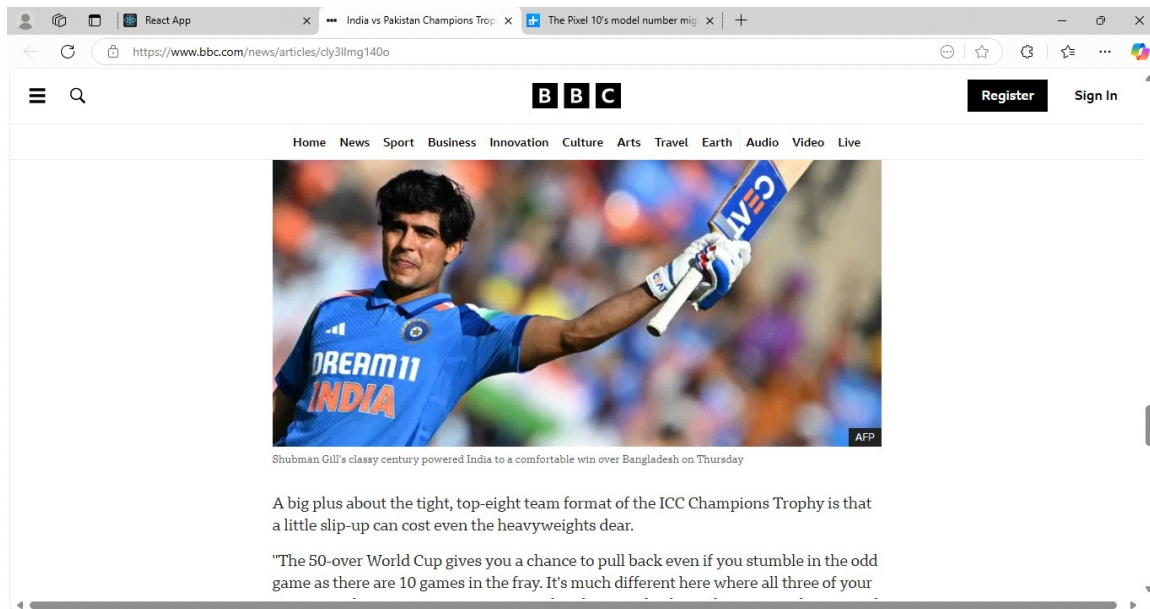 React App
India vs Pakistan Champions Trop
The Pixel 10's model number mig
https://www.bbc.com/news/articles/cly3llmg140o
BBC
Register
Sign In
Home News Sport Business Innovation Culture Arts Travel Earth Audio Video Live
CEAT
CEAT
DREAM11
INDIA
AFP
Shubman Gill's classy century powered India to a comfortable win over Bangladesh on Thursday
A big plus about the tight, top-eight team format of the ICC Champions Trophy is that
a little slip-up can cost even the heavyweights dear.
"The 50-over World Cup gives you a chance to pull back even if you stumble in the odd
game as there are 10 games in the fray. It's much different here where all three of your